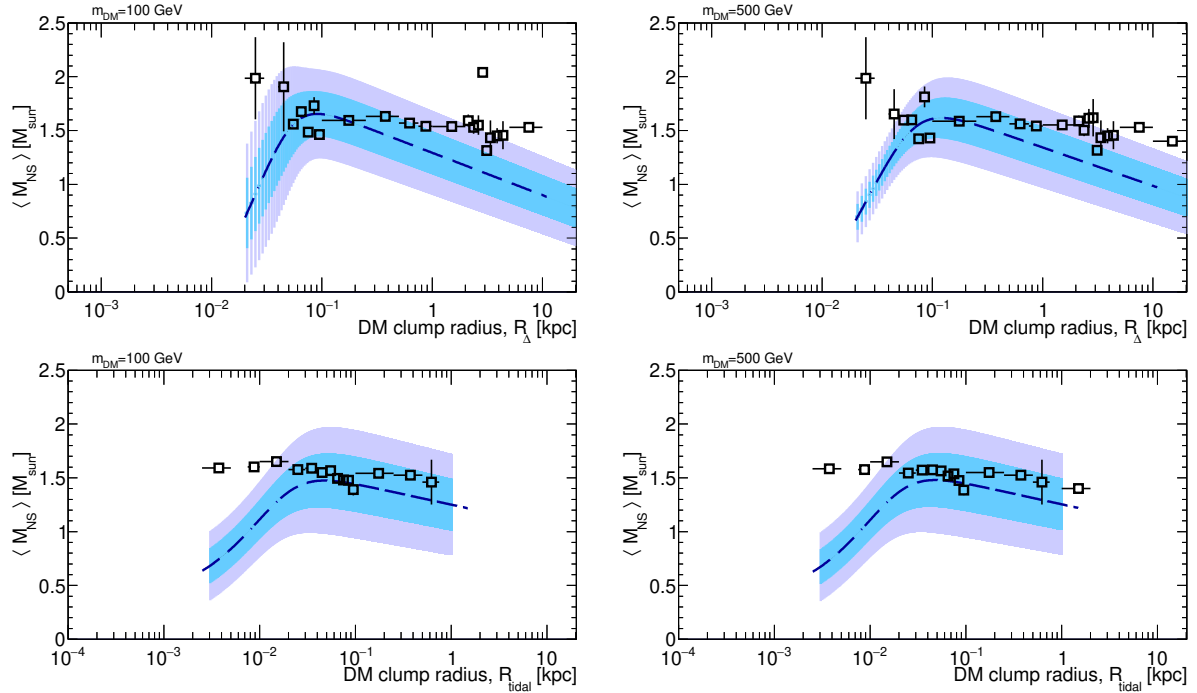 m_DM=100 GeV
⟨ M_NS ⟩ [M_sun]
2.5
2
1.5
1
0.5
0
10^−3 10^−2 10^−1 1 10
DM clump radius, R_Δ [kpc]
m_DM=500 GeV
⟨ M_NS ⟩ [M_sun]
2.5
2
1.5
1
0.5
0
10^−3 10^−2 10^−1 1 10
DM clump radius, R_Δ [kpc]
m_DM=100 GeV
⟨ M_NS ⟩ [M_sun]
2.5
2
1.5
1
0.5
0
10^−4 10^−3 10^−2 10^−1 1 10
DM clump radius, R_tidal [kpc]
m_DM=500 GeV
⟨ M_NS ⟩ [M_sun]
2.5
2
1.5
1
0.5
0
10^−4 10^−3 10^−2 10^−1 1 10
DM clump radius, R_tidal [kpc]